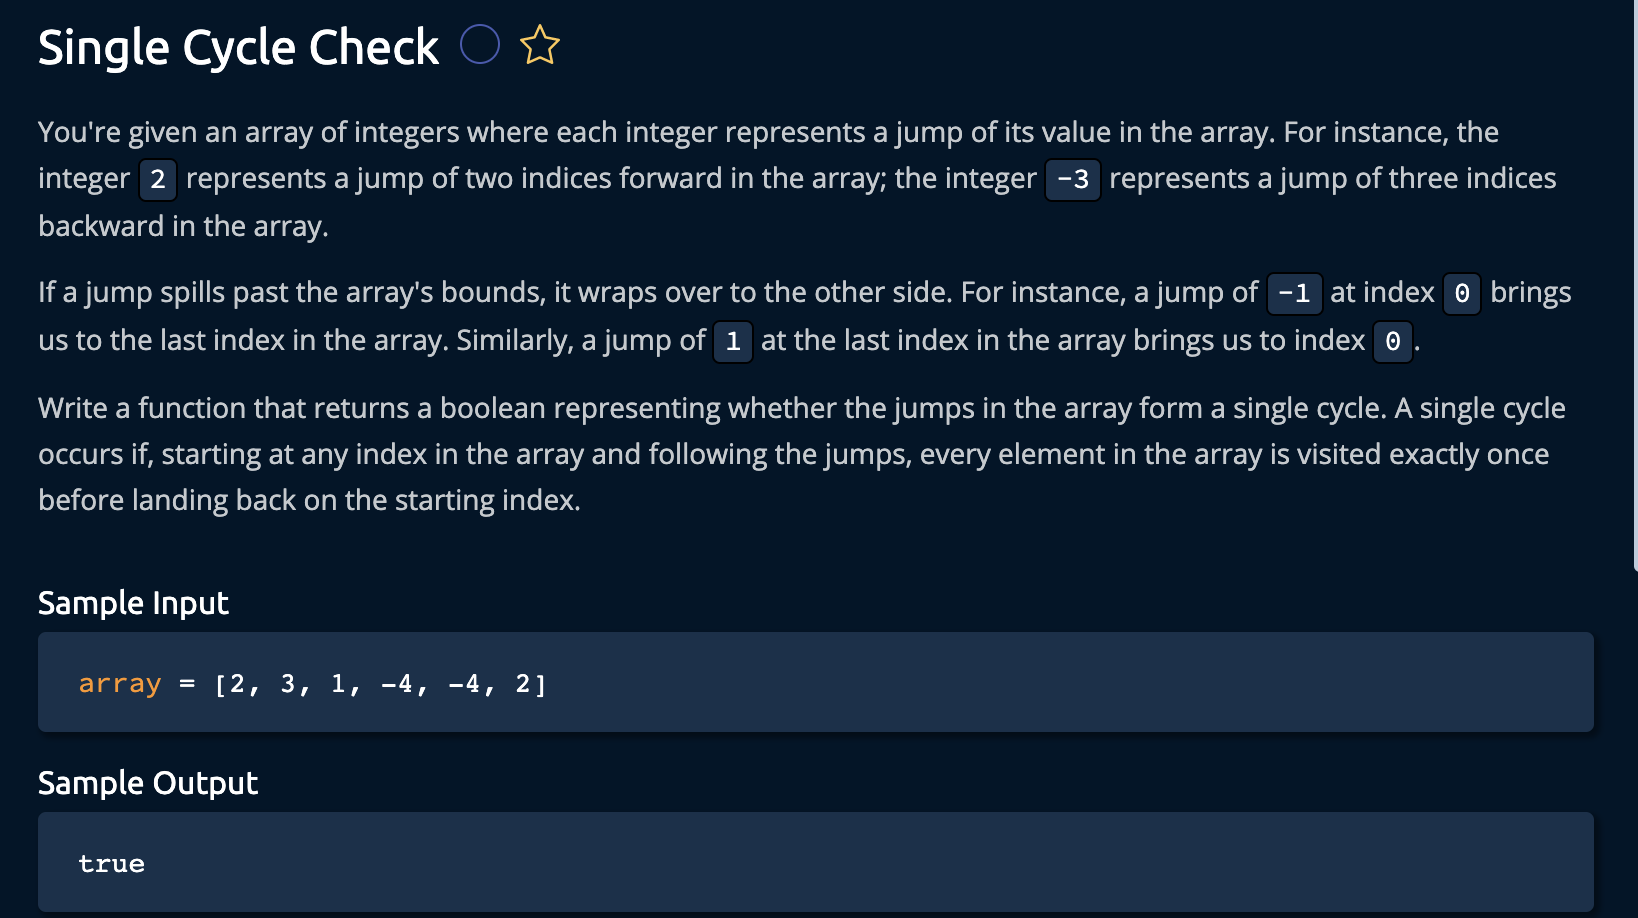 Single Cycle Check
You're given an array of integers where each integer represents a jump of its value in the array. For instance, the
integer 2 represents a jump of two indices forward in the array; the integer -3 represents a jump of three indices
backward in the array.
If a jump spills past the array's bounds, it wraps over to the other side. For instance, a jump of -1 at index 0 brings
us to the last index in the array. Similarly, a jump of 1 at the last index in the array brings us to index 0.
Write a function that returns a boolean representing whether the jumps in the array form a single cycle. A single cycle
occurs if, starting at any index in the array and following the jumps, every element in the array is visited exactly once
before landing back on the starting index.
Sample Input
array = [2, 3, 1, -4, -4, 2]
Sample Output
true